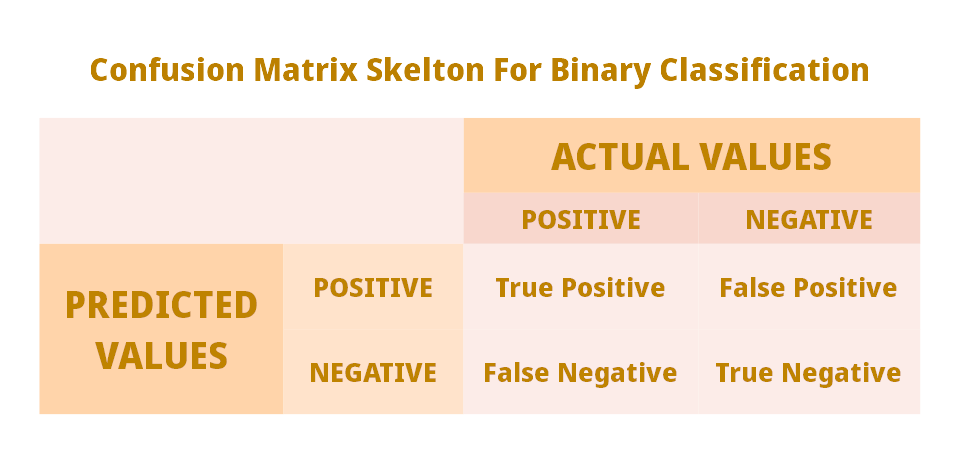 Confusion Matrix Skelton For Binary Classification
ACTUAL VALUES
POSITIVE NEGATIVE
PREDICTED
VALUES
POSITIVE True Positive False Positive
NEGATIVE False Negative True Negative